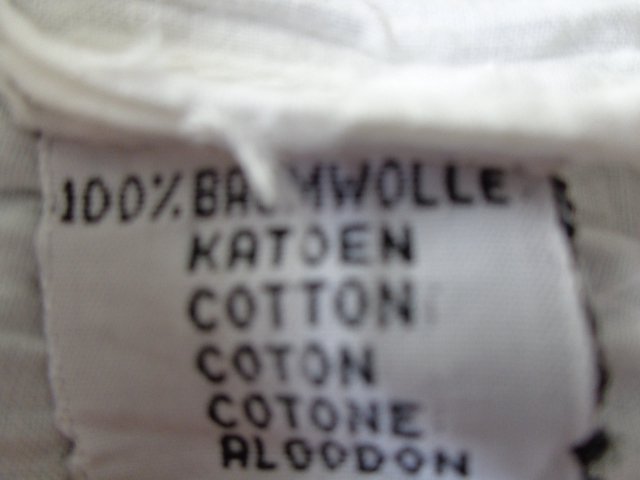 100% BAUMWOLLE
KATOEN
COTTON
COTON
COTONE
ALGODON